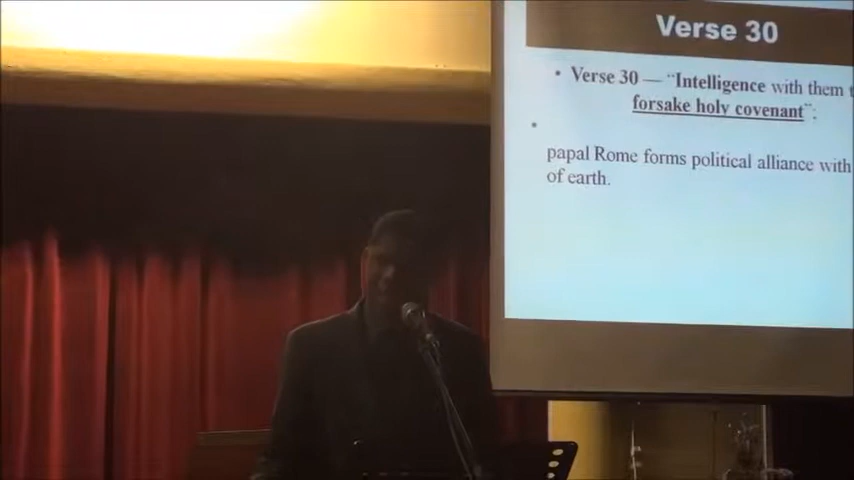 Verse 30
• Verse 30 — "Intelligence with them t
forsake holy covenant":
•
papal Rome forms political alliance with
of earth.